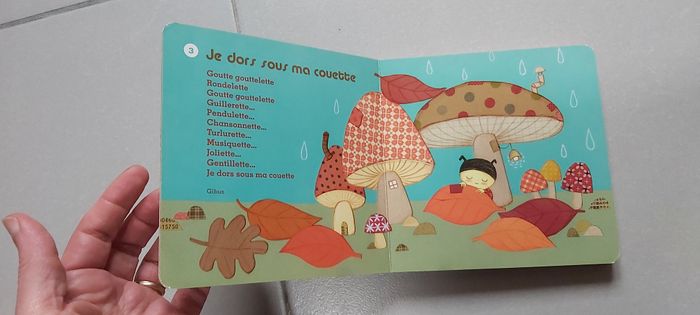 3
Je dors sous ma couette
Goutte gouttelette
Rondelette
Goutte gouttelette
Guillerette...
Pendulette...
Chansonnette...
Turlurette...
Musiquette...
Joliette...
Gentillette...
Je dors sous ma couette
Gibus